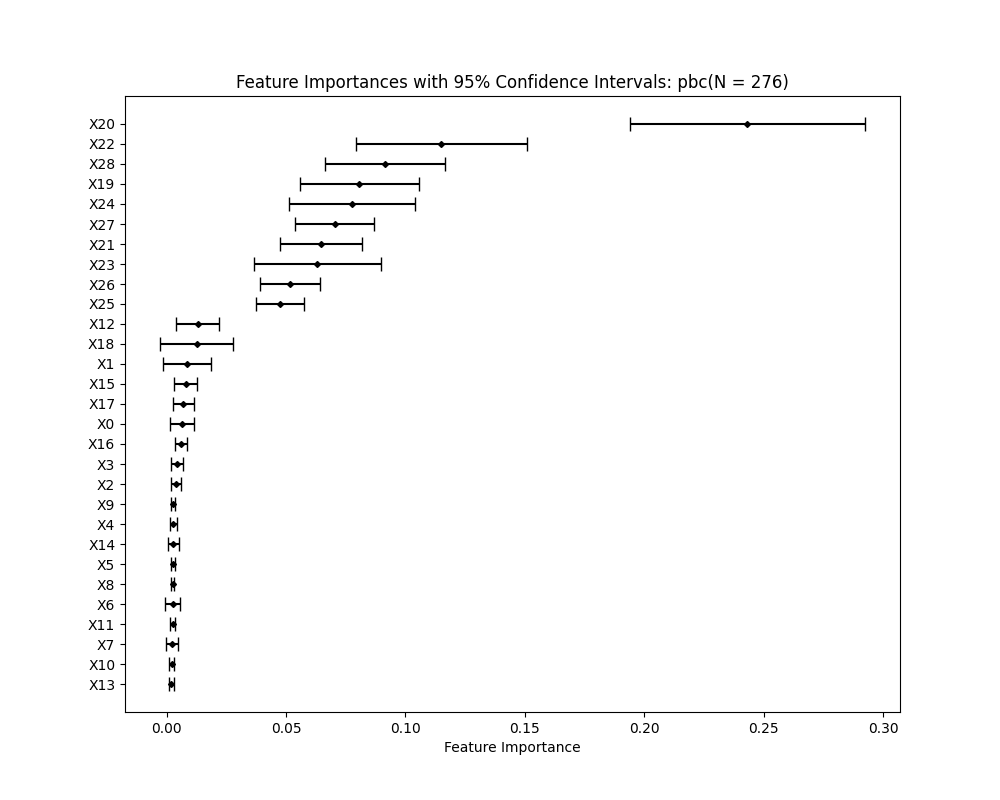 Feature Importances with 95% Confidence Intervals: pbc(N = 276)
X20
X22
X28
X19
X24
X27
X21
X23
X26
X25
X12
X18
X1
X15
X17
X0
X16
X3
X2
X9
X4
X14
X5
X8
X6
X11
X7
X10
X13
0.00 0.05 0.10 0.15 0.20 0.25 0.30
Feature Importance